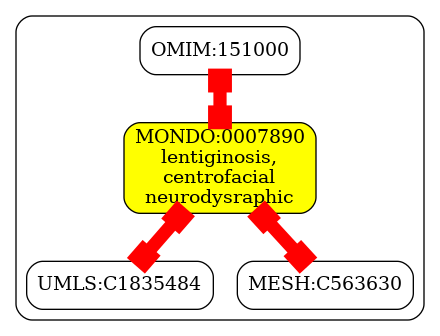 OMIM:151000
MONDO:0007890
lentiginosis,
centrofacial
neurodysraphic
UMLS:C1835484
MESH:C563630